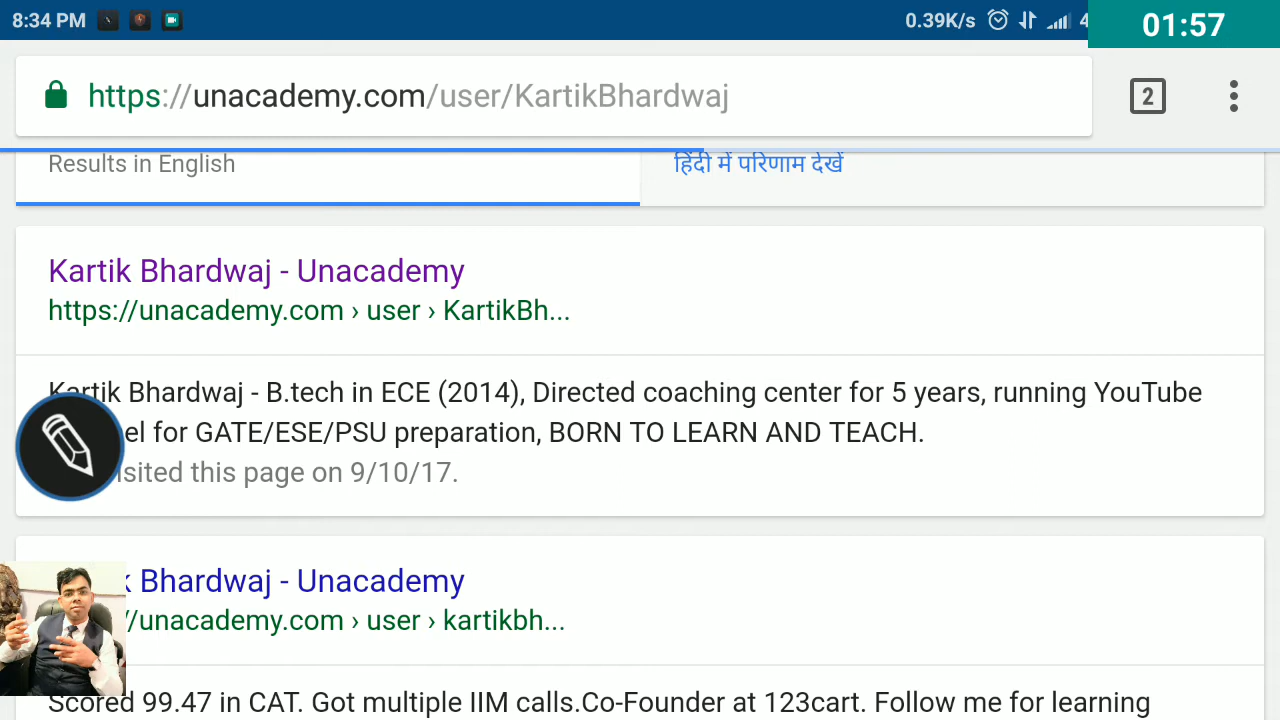 8:34 PM 0.39K/s 4 01:57
https://unacademy.com/user/KartikBhardwaj 2
Results in English हिंदी में परिणाम देखें
Kartik Bhardwaj - Unacademy
https://unacademy.com › user › KartikBh...
Kartik Bhardwaj - B.tech in ECE (2014), Directed coaching center for 5 years, running YouTube
el for GATE/ESE/PSU preparation, BORN TO LEARN AND TEACH.
isited this page on 9/10/17.
k Bhardwaj - Unacademy
//unacademy.com › user › kartikbh...
Scored 99.47 in CAT. Got multiple IIM calls.Co-Founder at 123cart. Follow me for learning